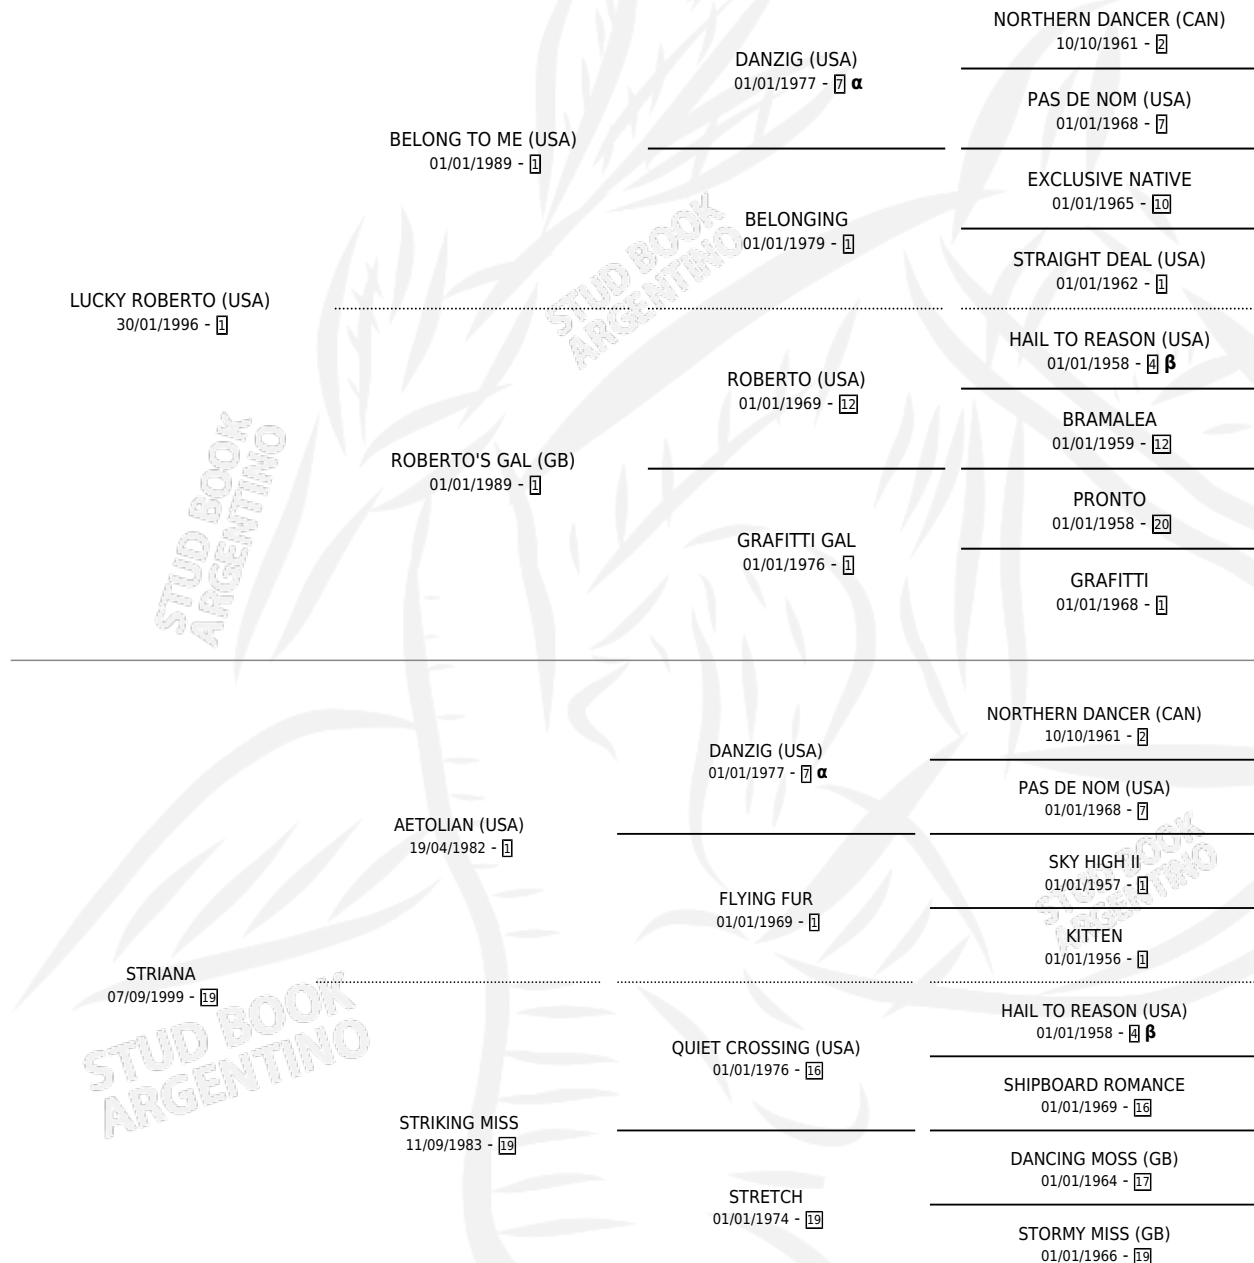 NORTHERN DANCER (CAN)
10/10/1961 - 2
DANZIG (USA)
01/01/1977 - 7 α
PAS DE NOM (USA)
01/01/1968 - 7
BELONG TO ME (USA)
01/01/1989 - 1
EXCLUSIVE NATIVE
01/01/1965 - 10
BELONGING
01/01/1979 - 1
STRAIGHT DEAL (USA)
01/01/1962 - 1
LUCKY ROBERTO (USA)
30/01/1996 - 1
HAIL TO REASON (USA)
01/01/1958 - 4 β
ROBERTO (USA)
01/01/1969 - 12
BRAMALEA
01/01/1959 - 12
ROBERTO'S GAL (GB)
01/01/1989 - 1
PRONTO
01/01/1958 - 20
GRAFITTI GAL
01/01/1976 - 1
GRAFITTI
01/01/1968 - 1
STUD BOOK
ARGENTINO
STUD BOOK
ARGENTINO
NORTHERN DANCER (CAN)
10/10/1961 - 2
DANZIG (USA)
01/01/1977 - 7 α
PAS DE NOM (USA)
01/01/1968 - 7
AETOLIAN (USA)
19/04/1982 - 1
SKY HIGH II
01/01/1957 - 1
FLYING FUR
01/01/1969 - 1
KITTEN
01/01/1956 - 1
STRIANA
07/09/1999 - 19
HAIL TO REASON (USA)
01/01/1958 - 4 β
QUIET CROSSING (USA)
01/01/1976 - 16
SHIPBOARD ROMANCE
01/01/1969 - 16
STRIKING MISS
11/09/1983 - 19
DANCING MOSS (GB)
01/01/1964 - 17
STRETCH
01/01/1974 - 19
STORMY MISS (GB)
01/01/1966 - 19
STUD BOOK
ARGENTINO
STUD BOOK
ARGENTINO